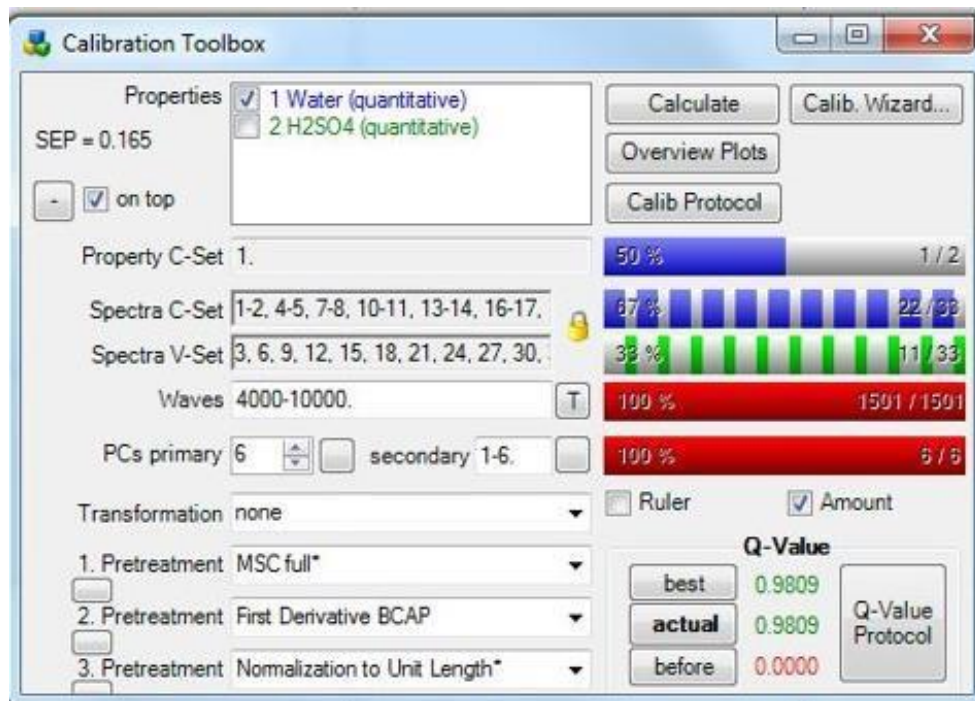 Calibration Toolbox
Properties
1 Water (quantitative)
2 H2SO4 (quantitative)
Calculate
Calib. Wizard...
SEP = 0.165
Overview Plots
- on top
Calib Protocol
Property C-Set 1.
50 % 1 / 2
Spectra C-Set 1-2, 4-5, 7-8, 10-11, 13-14, 16-17,
67 % 22 / 33
Spectra V-Set 3, 6, 9, 12, 15, 18, 21, 24, 27, 30,
33 % 11 / 33
Waves 4000-10000. T
100 % 1501 / 1501
PCs primary 6 secondary 1-6.
100 % 6 / 6
Transformation none
Ruler Amount
1. Pretreatment MSC full*
2. Pretreatment First Derivative BCAP
3. Pretreatment Normalization to Unit Length*
Q-Value
best 0.9809
actual 0.9809
before 0.0000
Q-Value
Protocol